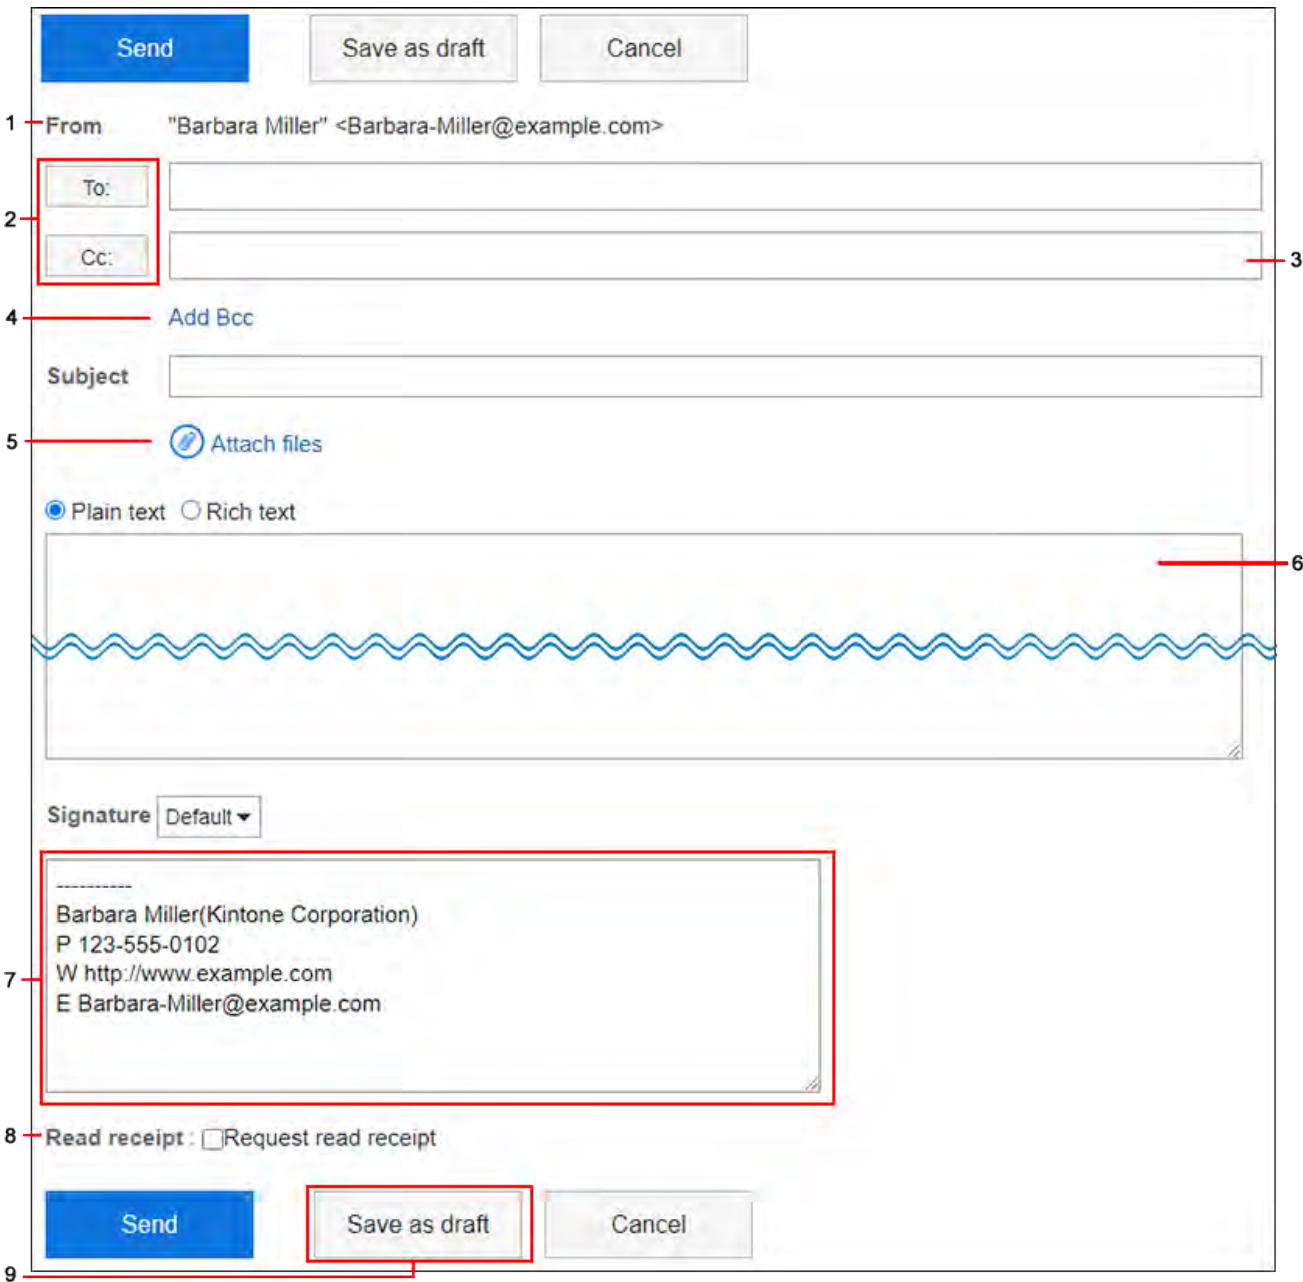 Send Save as draft Cancel
1 From "Barbara Miller" <Barbara-Miller@example.com>
To:
2
Cc:
3
4 Add Bcc
Subject
5 Attach files
Plain text Rich text
6
Signature Default
----------
Barbara Miller(Kintone Corporation)
P 123-555-0102
W http://www.example.com
7
E Barbara-Miller@example.com
8 Read receipt : Request read receipt
Send Save as draft Cancel
9